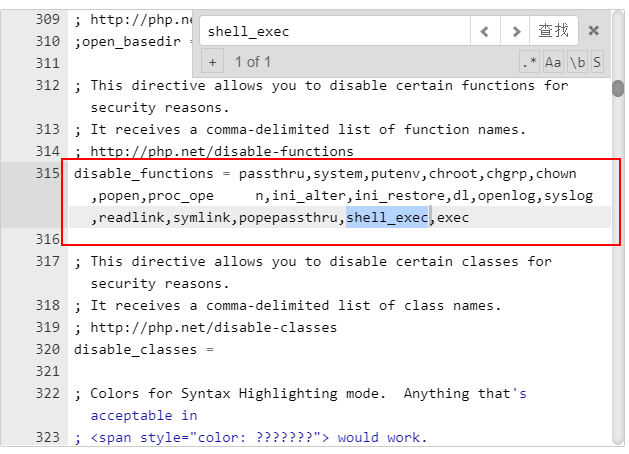 309 ; http://php.ne
shell_exec 查找
310 ;open_basedir =
+ 1 of 1 .* Aa \b S
311
312 ; This directive allows you to disable certain functions for
security reasons.
313 ; It receives a comma-delimited list of function names.
314 ; http://php.net/disable-functions
315 disable_functions = passthru,system,putenv,chroot,chgrp,chown
,popen,proc_ope n,ini_alter,ini_restore,dl,openlog,syslog
,readlink,symlink,popepassthru,shell_exec,exec
316
317 ; This directive allows you to disable certain classes for
security reasons.
318 ; It receives a comma-delimited list of class names.
319 ; http://php.net/disable-classes
320 disable_classes =
321
322 ; Colors for Syntax Highlighting mode.  Anything that's
acceptable in
323 ; <span style="color: ???????"> would work.